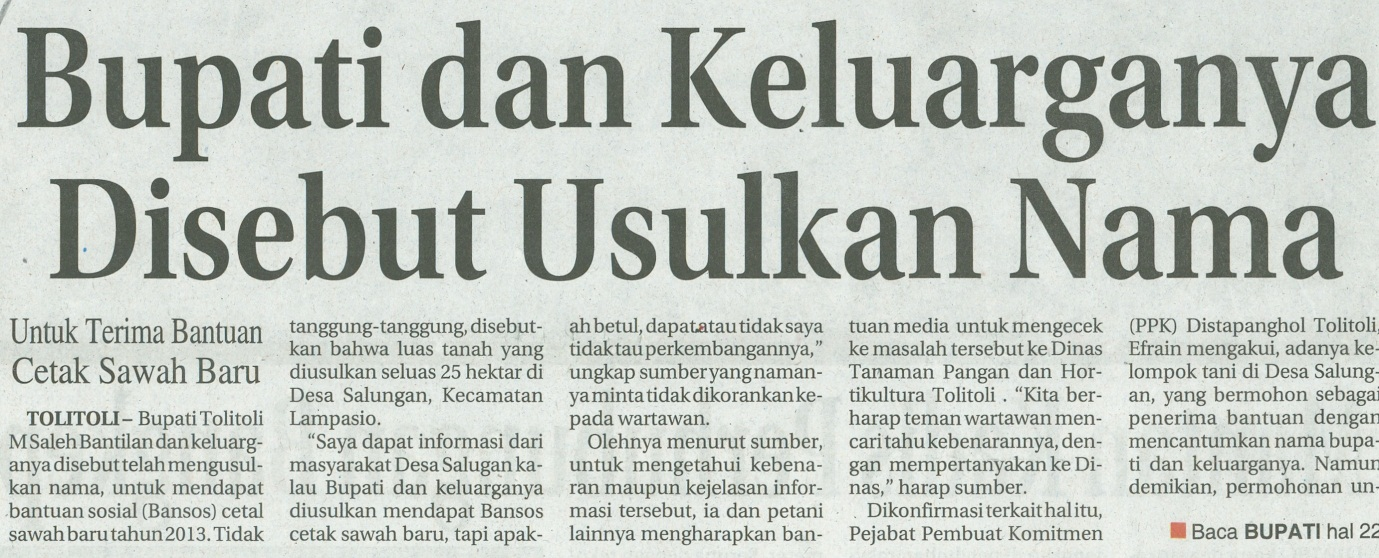 Bupati dan Keluarganya
Disebut Usulkan Nama
Untuk Terima Bantuan
Cetak Sawah Baru
TOLITOLI – Bupati Tolitoli
M Saleh Bantilan dan keluarg-
anya disebut telah mengusul-
kan nama, untuk mendapat
bantuan sosial (Bansos) cetal
sawah baru tahun 2013. Tidak
tanggung-tanggung, disebut-
kan bahwa luas tanah yang
diusulkan seluas 25 hektar di
Desa Salungan, Kecamatan
Lampasio.
“Saya dapat informasi dari
masyarakat Desa Salugan ka-
lau Bupati dan keluarganya
diusulkan mendapat Bansos
cetak sawah baru, tapi apak-
ah betul, dapat atau tidak saya
tidak tau perkembangannya,”
ungkap sumber yang naman-
ya minta tidak dikorankan ke-
pada wartawan.
Olehnya menurut sumber,
untuk mengetahui kebena-
ran maupun kejelasan infor-
masi tersebut, ia dan petani
lainnya mengharapkan ban-
tuan media untuk mengecek
ke masalah tersebut ke Dinas
Tanaman Pangan dan Hor-
tikultura Tolitoli . “Kita ber-
harap teman wartawan men-
cari tahu kebenarannya, den-
gan mempertanyakan ke Di-
nas,” harap sumber.
Dikonfirmasi terkait hal itu,
Pejabat Pembuat Komitmen
(PPK) Distapanghol Tolitoli,
Efrain mengakui, adanya ke-
lompok tani di Desa Salung-
an, yang bermohon sebagai
penerima bantuan dengan
mencantumkan nama bupa-
ti dan keluarganya. Namun
demikian, permohonan un-
Baca BUPATI hal 22